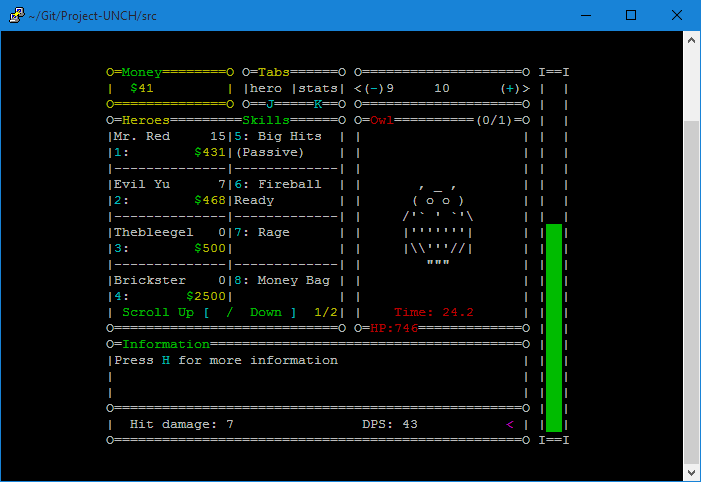 ~/Git/Project-UNCH/src
O=Money========O O=Tabs======O O====================O I==I
|  $41         | |hero |stats| <(-)9     10      (+)> |  |
O==============O O==J=====K==O O====================O |  |
O=Heroes=========Skills======O O=Owl==========(0/1)=O |  |
|Mr. Red     15|5: Big Hits  | |                    | |  |
|1:        $431|(Passive)    | |                    | |  |
|--------------|-------------| |                    | |  |
|Evil Yu      7|6: Fireball  | |       , _ ,        | |  |
|2:        $468|Ready        | |      ( o o )       | |  |
|--------------|-------------| |     /'` ' `'\      | |  |
|Thebleegel   0|7: Rage      | |     |'''''''|      | |  |
|3:        $500|             | |     |\\'''//|      | |  |
|--------------|-------------| |        """         | |  |
|Brickster    0|8: Money Bag | |                    | |  |
|4:       $2500|             | |                    | |  |
| Scroll Up [  /  Down ]  1/2| |    Time: 24.2      | |  |
O============================O O=HP:746=============O |  |
O=Information=======================================O |  |
|Press H for more information                       | |  |
|                                                   | |  |
|                                                   | |  |
O===================================================O |  |
|  Hit damage: 7                DPS: 43           < | |  |
O===================================================O I==I